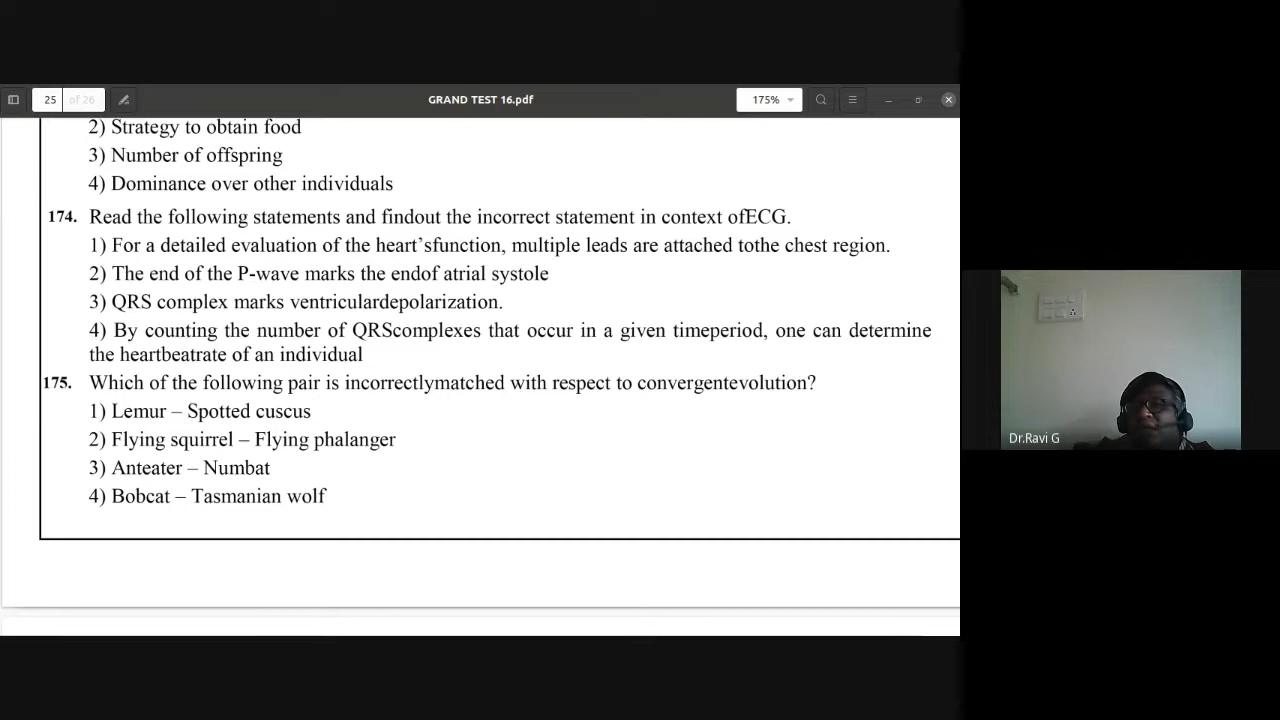 25 of 26
GRAND TEST 16.pdf
175%
2) Strategy to obtain food
3) Number of offspring
4) Dominance over other individuals
174. Read the following statements and findout the incorrect statement in context ofECG.
1) For a detailed evaluation of the heart'sfunction, multiple leads are attached tothe chest region.
2) The end of the P-wave marks the endof atrial systole
3) QRS complex marks ventriculardepolarization.
4) By counting the number of QRScomplexes that occur in a given timeperiod, one can determine
the heartbeatrate of an individual
175. Which of the following pair is incorrectlymatched with respect to convergentevolution?
1) Lemur – Spotted cuscus
2) Flying squirrel – Flying phalanger
3) Anteater – Numbat
4) Bobcat – Tasmanian wolf
Dr.Ravi G